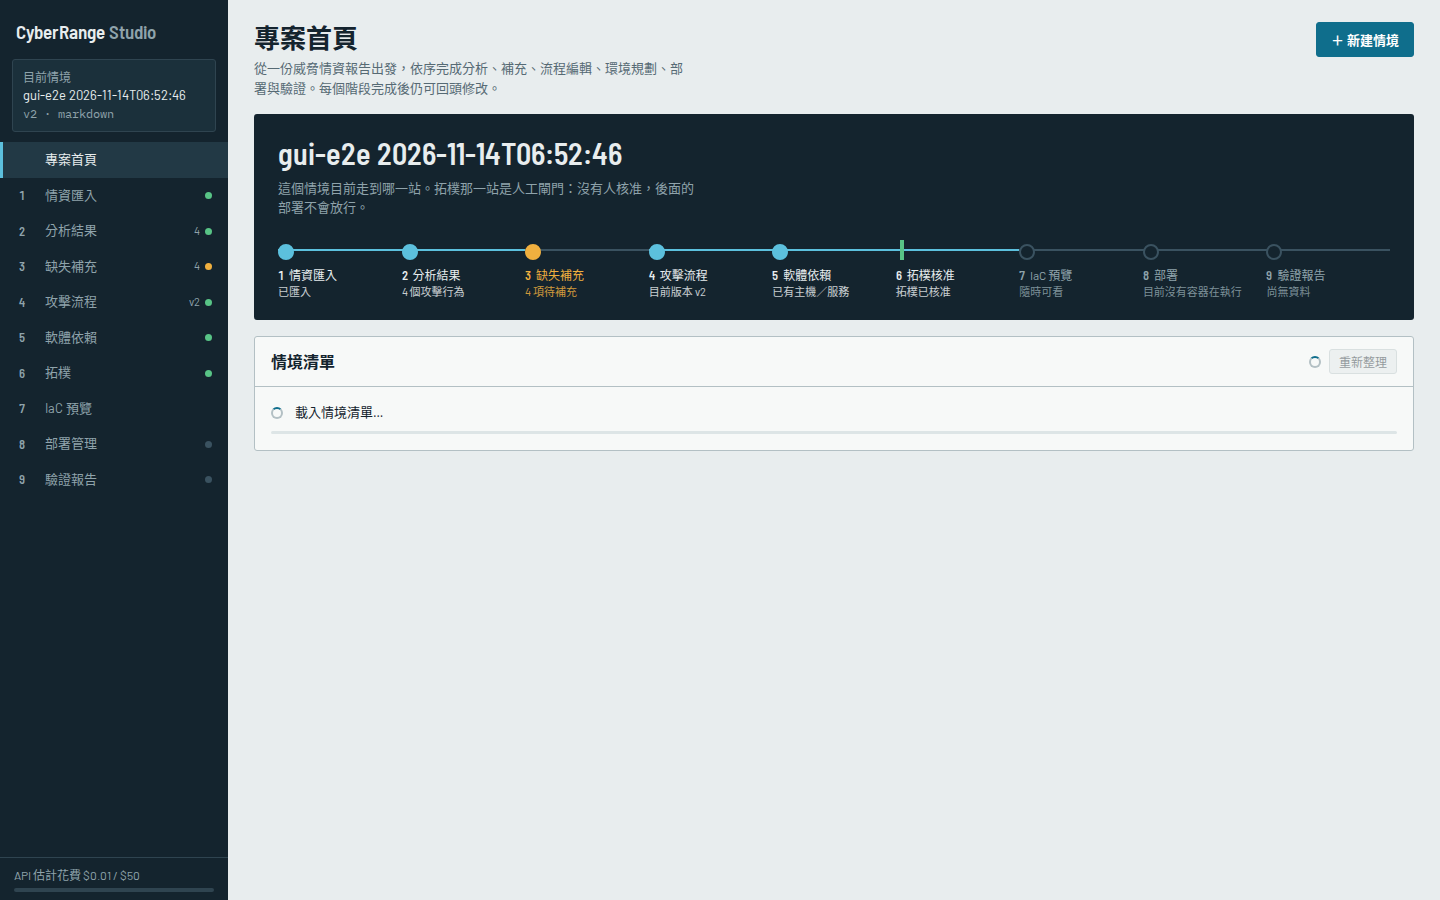 CyberRange Studio
目前情境
gui-e2e 2026-11-14T06:52:46
v2 · markdown
專案首頁
1 情資匯入
2 分析結果 4
3 缺失補充 4
4 攻擊流程 v2
5 軟體依賴
6 拓樸
7 IaC 預覽
8 部署管理
9 驗證報告
API 估計花費 $0.01 / $50
專案首頁
從一份威脅情資報告出發，依序完成分析、補充、流程編輯、環境規劃、部
署與驗證。每個階段完成後仍可回頭修改。
＋ 新建情境
gui-e2e 2026-11-14T06:52:46
這個情境目前走到哪一站。拓樸那一站是人工閘門：沒有人核准，後面的
部署不會放行。
1 情資匯入
已匯入
2 分析結果
4 個攻擊行為
3 缺失補充
4 項待補充
4 攻擊流程
目前版本 v2
5 軟體依賴
已有主機／服務
6 拓樸核准
拓樸已核准
7 IaC 預覽
隨時可看
8 部署
目前沒有容器在執行
9 驗證報告
尚無資料
情境清單
重新整理
載入情境清單...